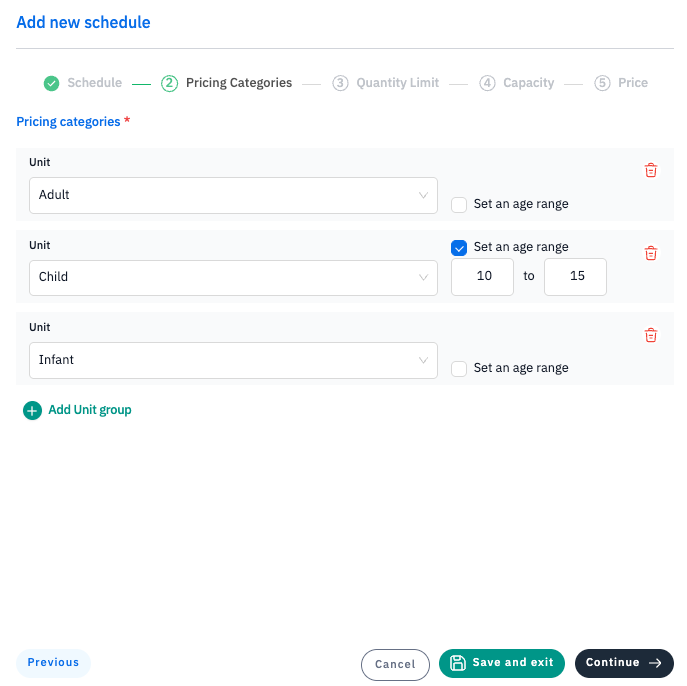 Add new schedule
Schedule 2 Pricing Categories 3 Quantity Limit 4 Capacity 5 Price
Pricing categories *
Unit
Adult
Set an age range
Unit
Set an age range
Child
10 to 15
Unit
Infant
Set an age range
Add Unit group
Previous
Cancel
Save and exit
Continue